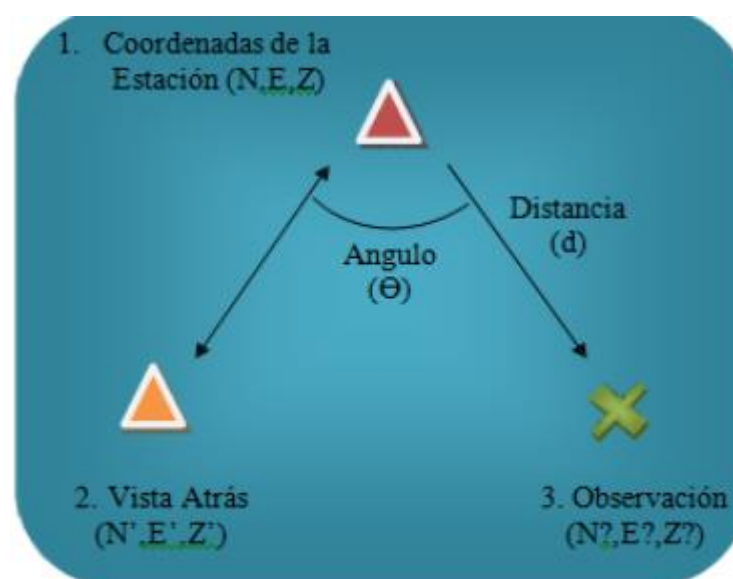 1. Coordenadas de la
Estación (N,E,Z)
Distancia
(d)
Angulo
(Ө)
2. Vista Atrás
(N’,E’,Z’)
3. Observación
(N?,E?,Z?)